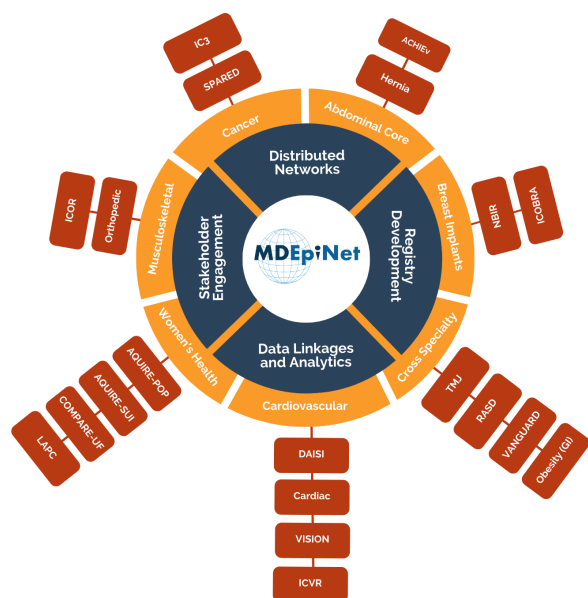 IC3
SPARED
Cancer
ACHIEv
Hernia
Abdominal Core
Distributed
Networks
ICOR
Orthopedic
Musculoskeletal
Stakeholder
Engagement
MDEpiNet
Registry
Development
Breast Implants
NBIR
ICOBRA
Data Linkages
and Analytics
Women's Health
AQUIRE-POP
AQUIRE-SUI
COMPARE-UF
LAPC
Cardiovascular
DAISI
Cardiac
VISION
ICVR
Cross Specialty
TMJ
RASD
VANGUARD
Obesity (GI)